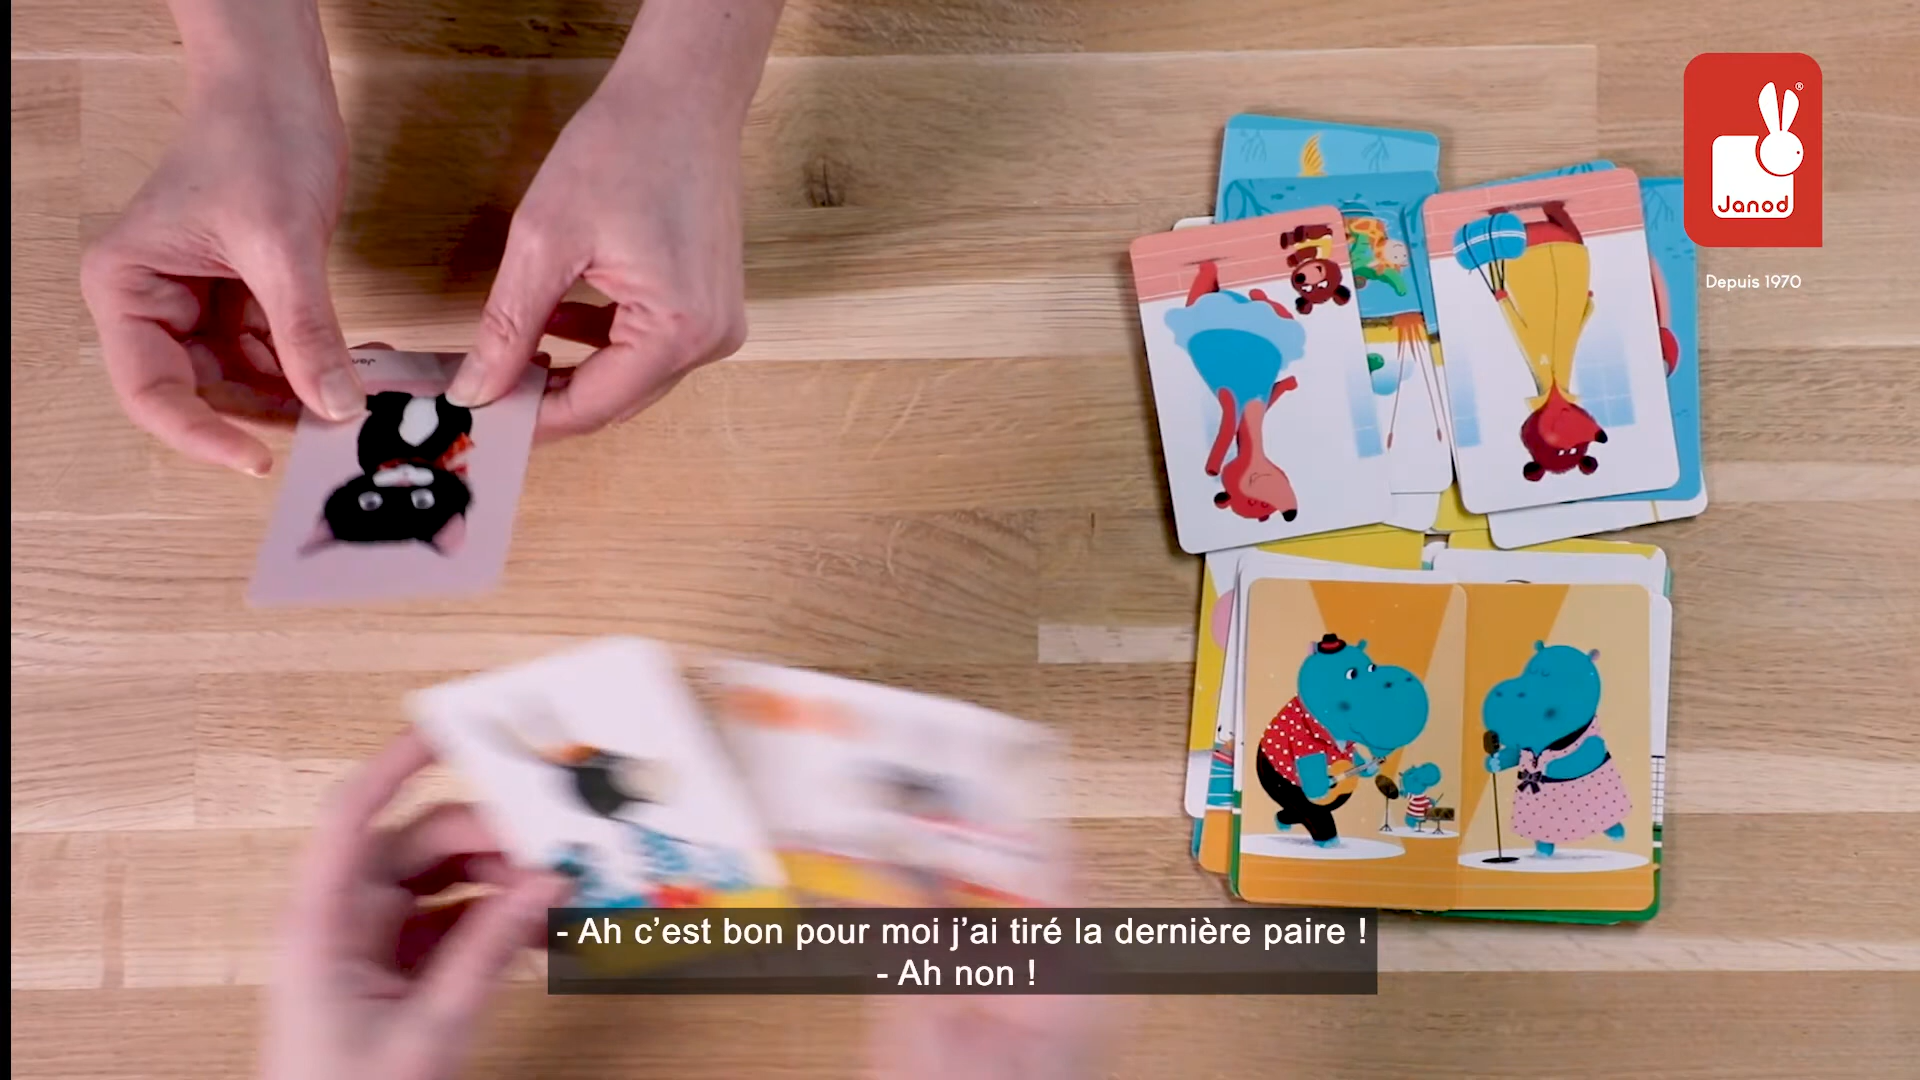 Janod
Depuis 1970
- Ah c’est bon pour moi j’ai tiré la dernière paire !
- Ah non !